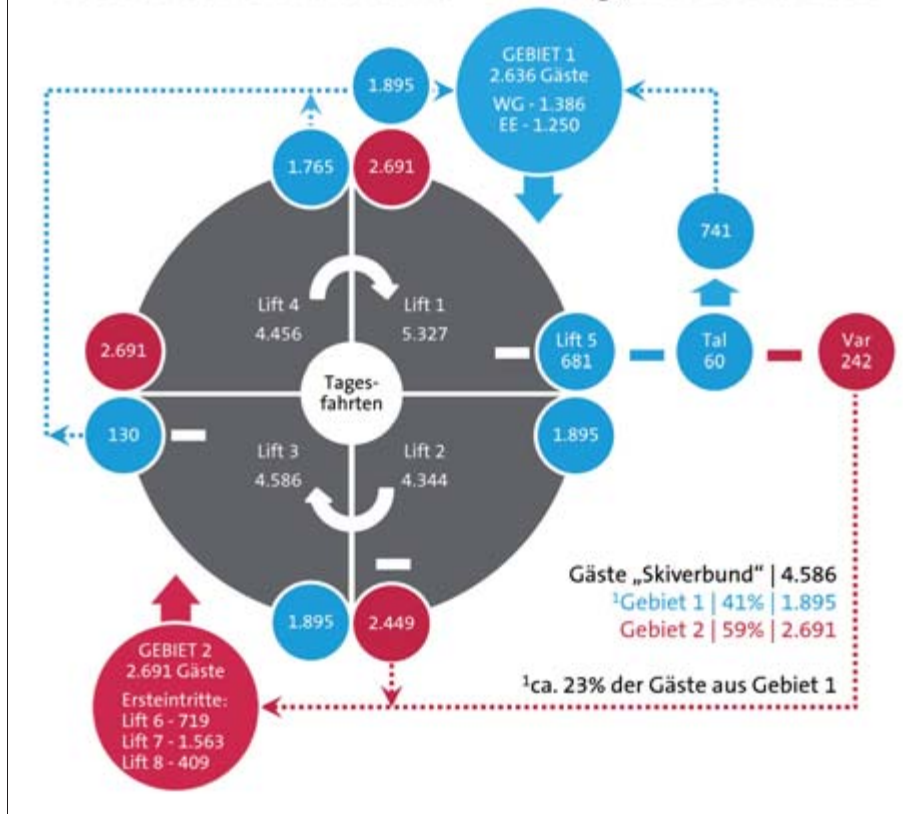 1.895
GEBIET 1
2.636 Gäste
WG - 1.386
EE - 1.250
1.765
2.691
741
Lift 4
4.456
Lift 1
5.327
2.691
Lift 5
681
Tal
60
Var
242
Tages-
fahrten
130
1.895
Lift 3
4.586
Lift 2
4.344
Gäste „Skiverbund“ | 4.586
¹Gebiet 1 | 41% | 1.895
Gebiet 2 | 59% | 2.691
1.895
2.449
GEBIET 2
2.691 Gäste
Ersteintritte:
Lift 6 - 719
Lift 7 - 1.563
Lift 8 - 409
¹ca. 23% der Gäste aus Gebiet 1